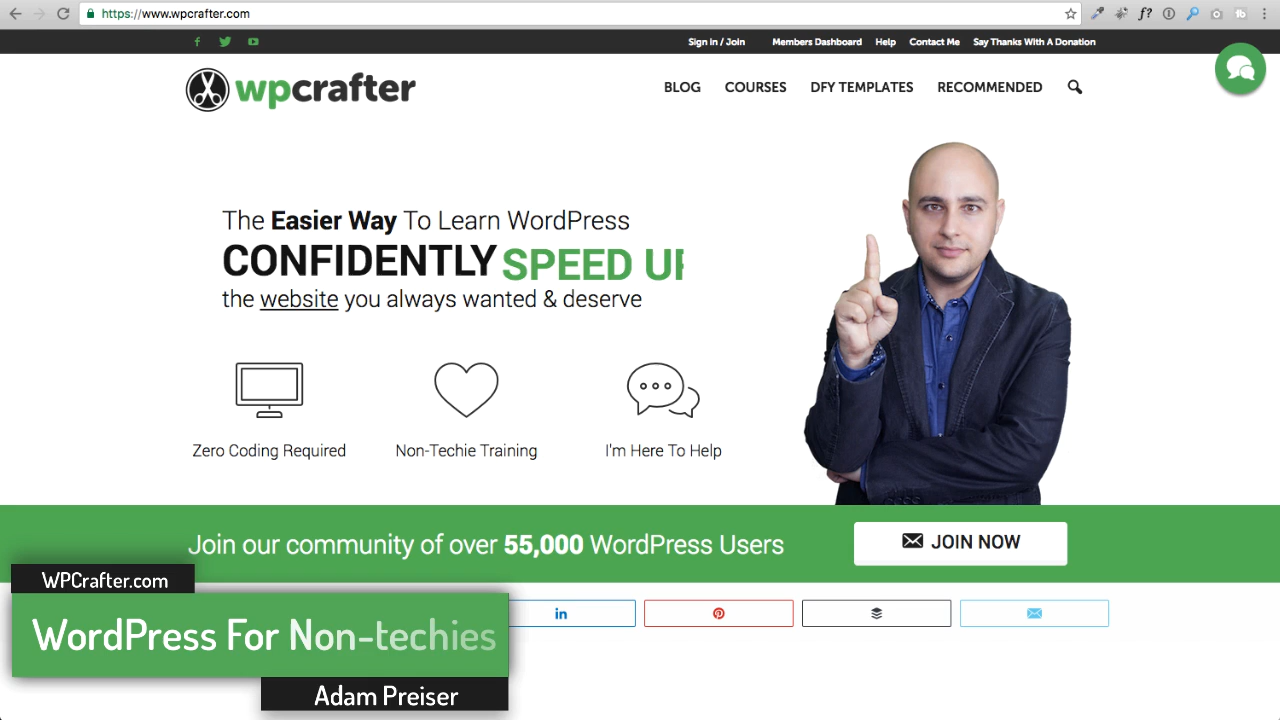 https://www.wpcrafter.com
f?
Sign in / Join Members Dashboard Help Contact Me Say Thanks With A Donation
wpcrafter
BLOG COURSES DFY TEMPLATES RECOMMENDED
The Easier Way To Learn WordPress
CONFIDENTLY SPEED UP
the website you always wanted & deserve
Zero Coding Required Non-Techie Training I'm Here To Help
Join our community of over 55,000 WordPress Users
JOIN NOW
in
WPCrafter.com
WordPress For Non-techies
Adam Preiser